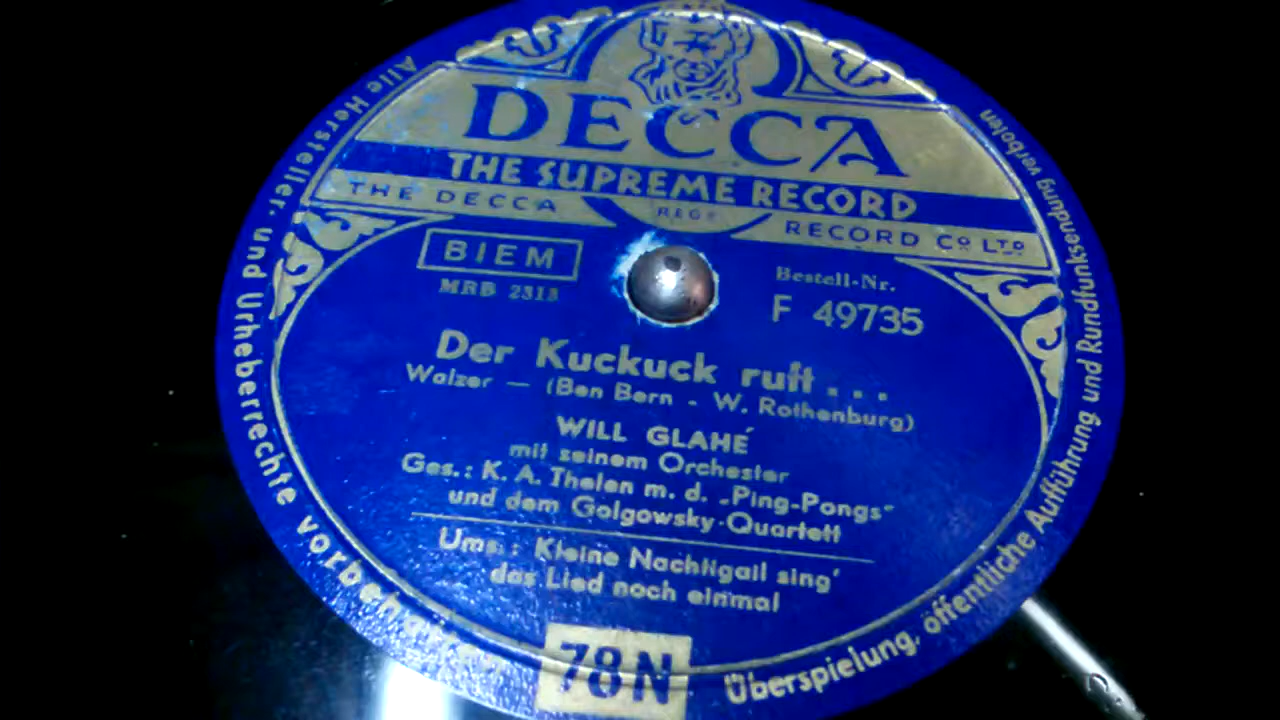 DECCA
THE SUPREME RECORD
THE DECCA REGD RECORD CO LTD
BIEM
MRB 2313
Bestell-Nr.
F 49735
Der Kuckuck ruft...
Walzer — (Ben Bern - W. Rothenburg)
WILL GLAHÉ
mit seinem Orchester
Ges.: K. A. Thelen m. d. „Ping-Pongs"
und dem Golgowsky-Quartett
Ums.: Kleine Nachtigall sing'
das Lied noch einmal
78N
Alle Hersteller- und Urheberrechte vorbehalten
Überspielung, öffentliche Aufführung und Rundfunksendung verboten